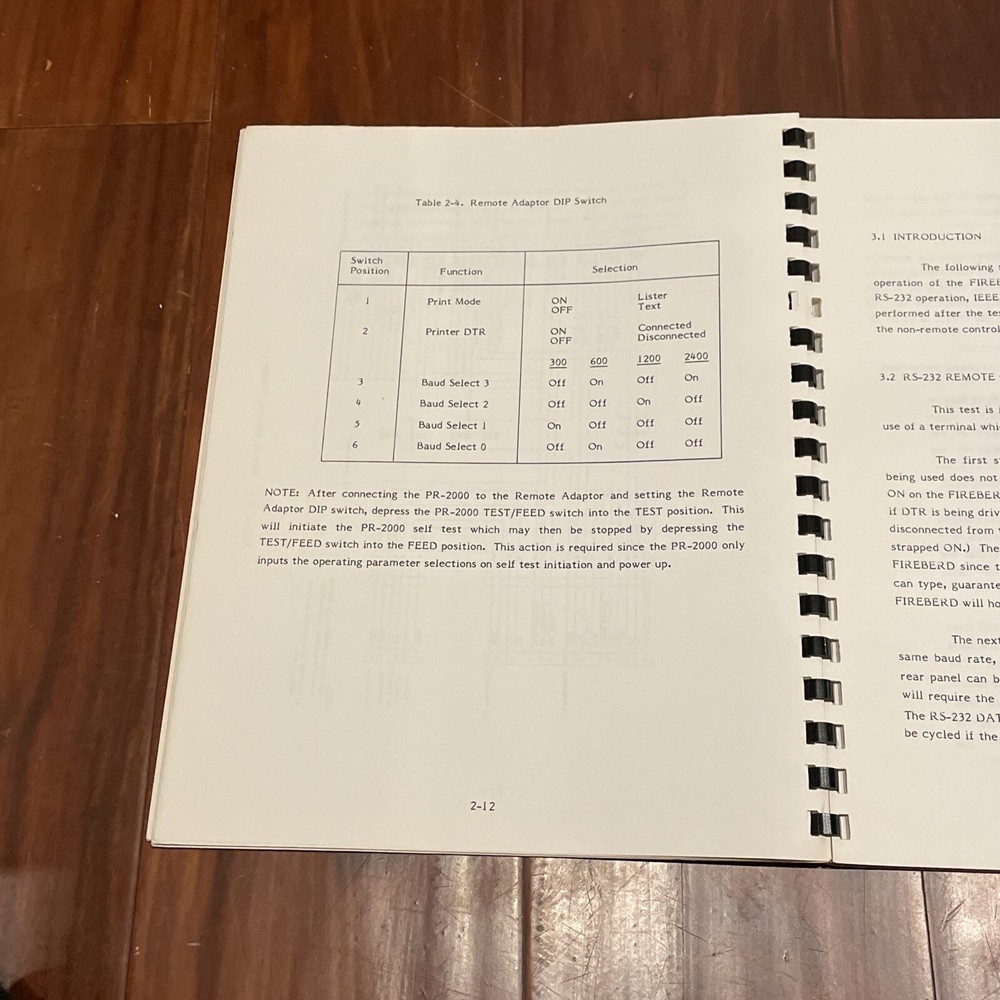 Table 2-4. Remote Adaptor DIP Switch
Switch Position Function Selection
1 Print Mode ON Lister
OFF Text
2 Printer DTR ON Connected
OFF Disconnected
300 600 1200 2400
3 Baud Select 3 Off On Off On
4 Baud Select 2 Off Off On Off
5 Baud Select 1 On Off Off Off
6 Baud Select 0 Off On Off Off
NOTE: After connecting the PR-2000 to the Remote Adaptor and setting the Remote
Adaptor DIP switch, depress the PR-2000 TEST/FEED switch into the TEST position. This
will initiate the PR-2000 self test which may then be stopped by depressing the
TEST/FEED switch into the FEED position. This action is required since the PR-2000 only
inputs the operating parameter selections on self test initiation and power up.
2-12
3.1 INTRODUCTION
The following
operation of the
RS-232 operation, IEEE
performed after the
the non-remote
3.2 RS-232 REMOTE
This test is
use of a terminal
The first
being used does not
ON on the
if DTR is being
disconnected from
strapped ON.) The
FIREBERD since
can type,
FIREBERD will
The next
same baud rate,
rear panel can
will require the
The RS-232
be cycled if the